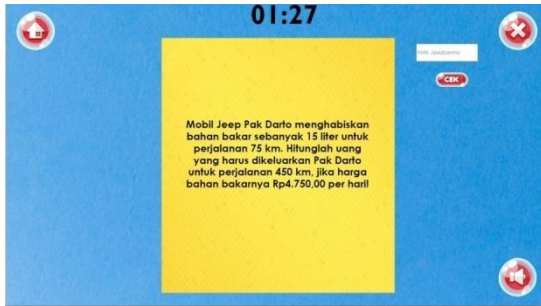 01:27
CEK
Mobil Jeep Pak Darto menghabiskan
bahan bakar sebanyak 15 liter untuk
perjalanan 75 km. Hitunglah uang
yang harus dikeluarkan Pak Darto
untuk perjalanan 450 km, jika harga
bahan bakarnya Rp4.750,00 per hari!